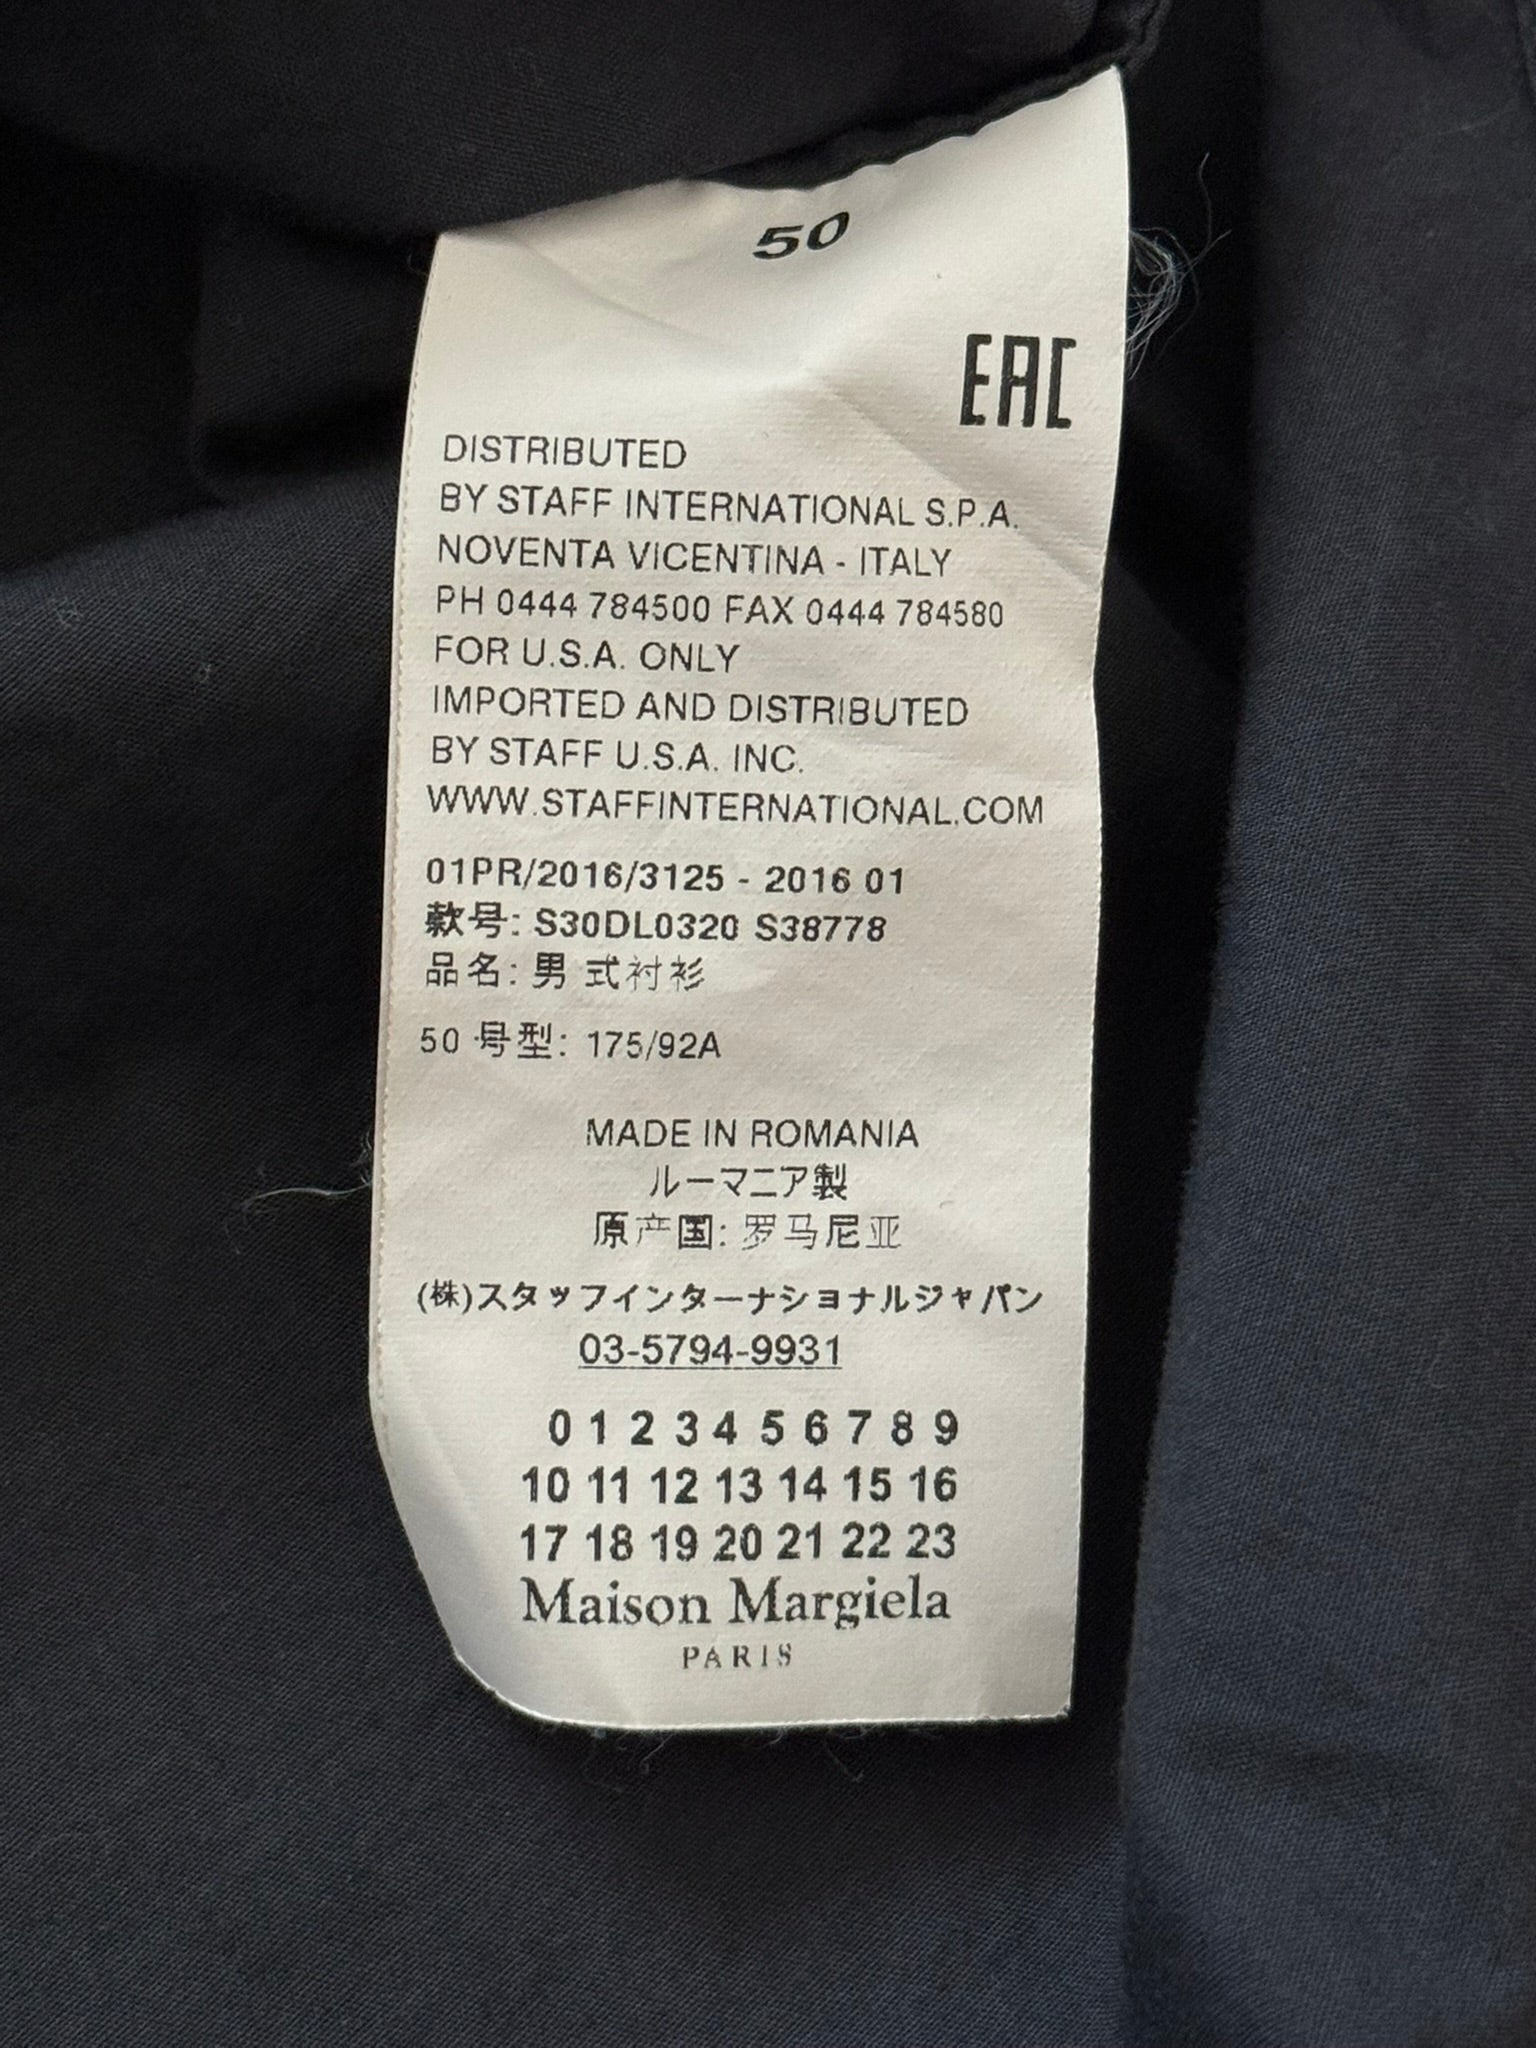 50
EAC
DISTRIBUTED
BY STAFF INTERNATIONAL S.P.A.
NOVENTA VICENTINA - ITALY
PH 0444 784500 FAX 0444 784580
FOR U.S.A. ONLY
IMPORTED AND DISTRIBUTED
BY STAFF U.S.A. INC.
WWW.STAFFINTERNATIONAL.COM
01PR/2016/3125 - 2016 01
款号: S30DL0320 S38778
品名: 男 式衬衫
50 号型: 175/92A
MADE IN ROMANIA
ルーマニア製
原产国: 罗马尼亚
(株)スタッフインターナショナルジャパン
03-5794-9931
0 1 2 3 4 5 6 7 8 9
10 11 12 13 14 15 16
17 18 19 20 21 22 23
Maison Margiela
PARIS